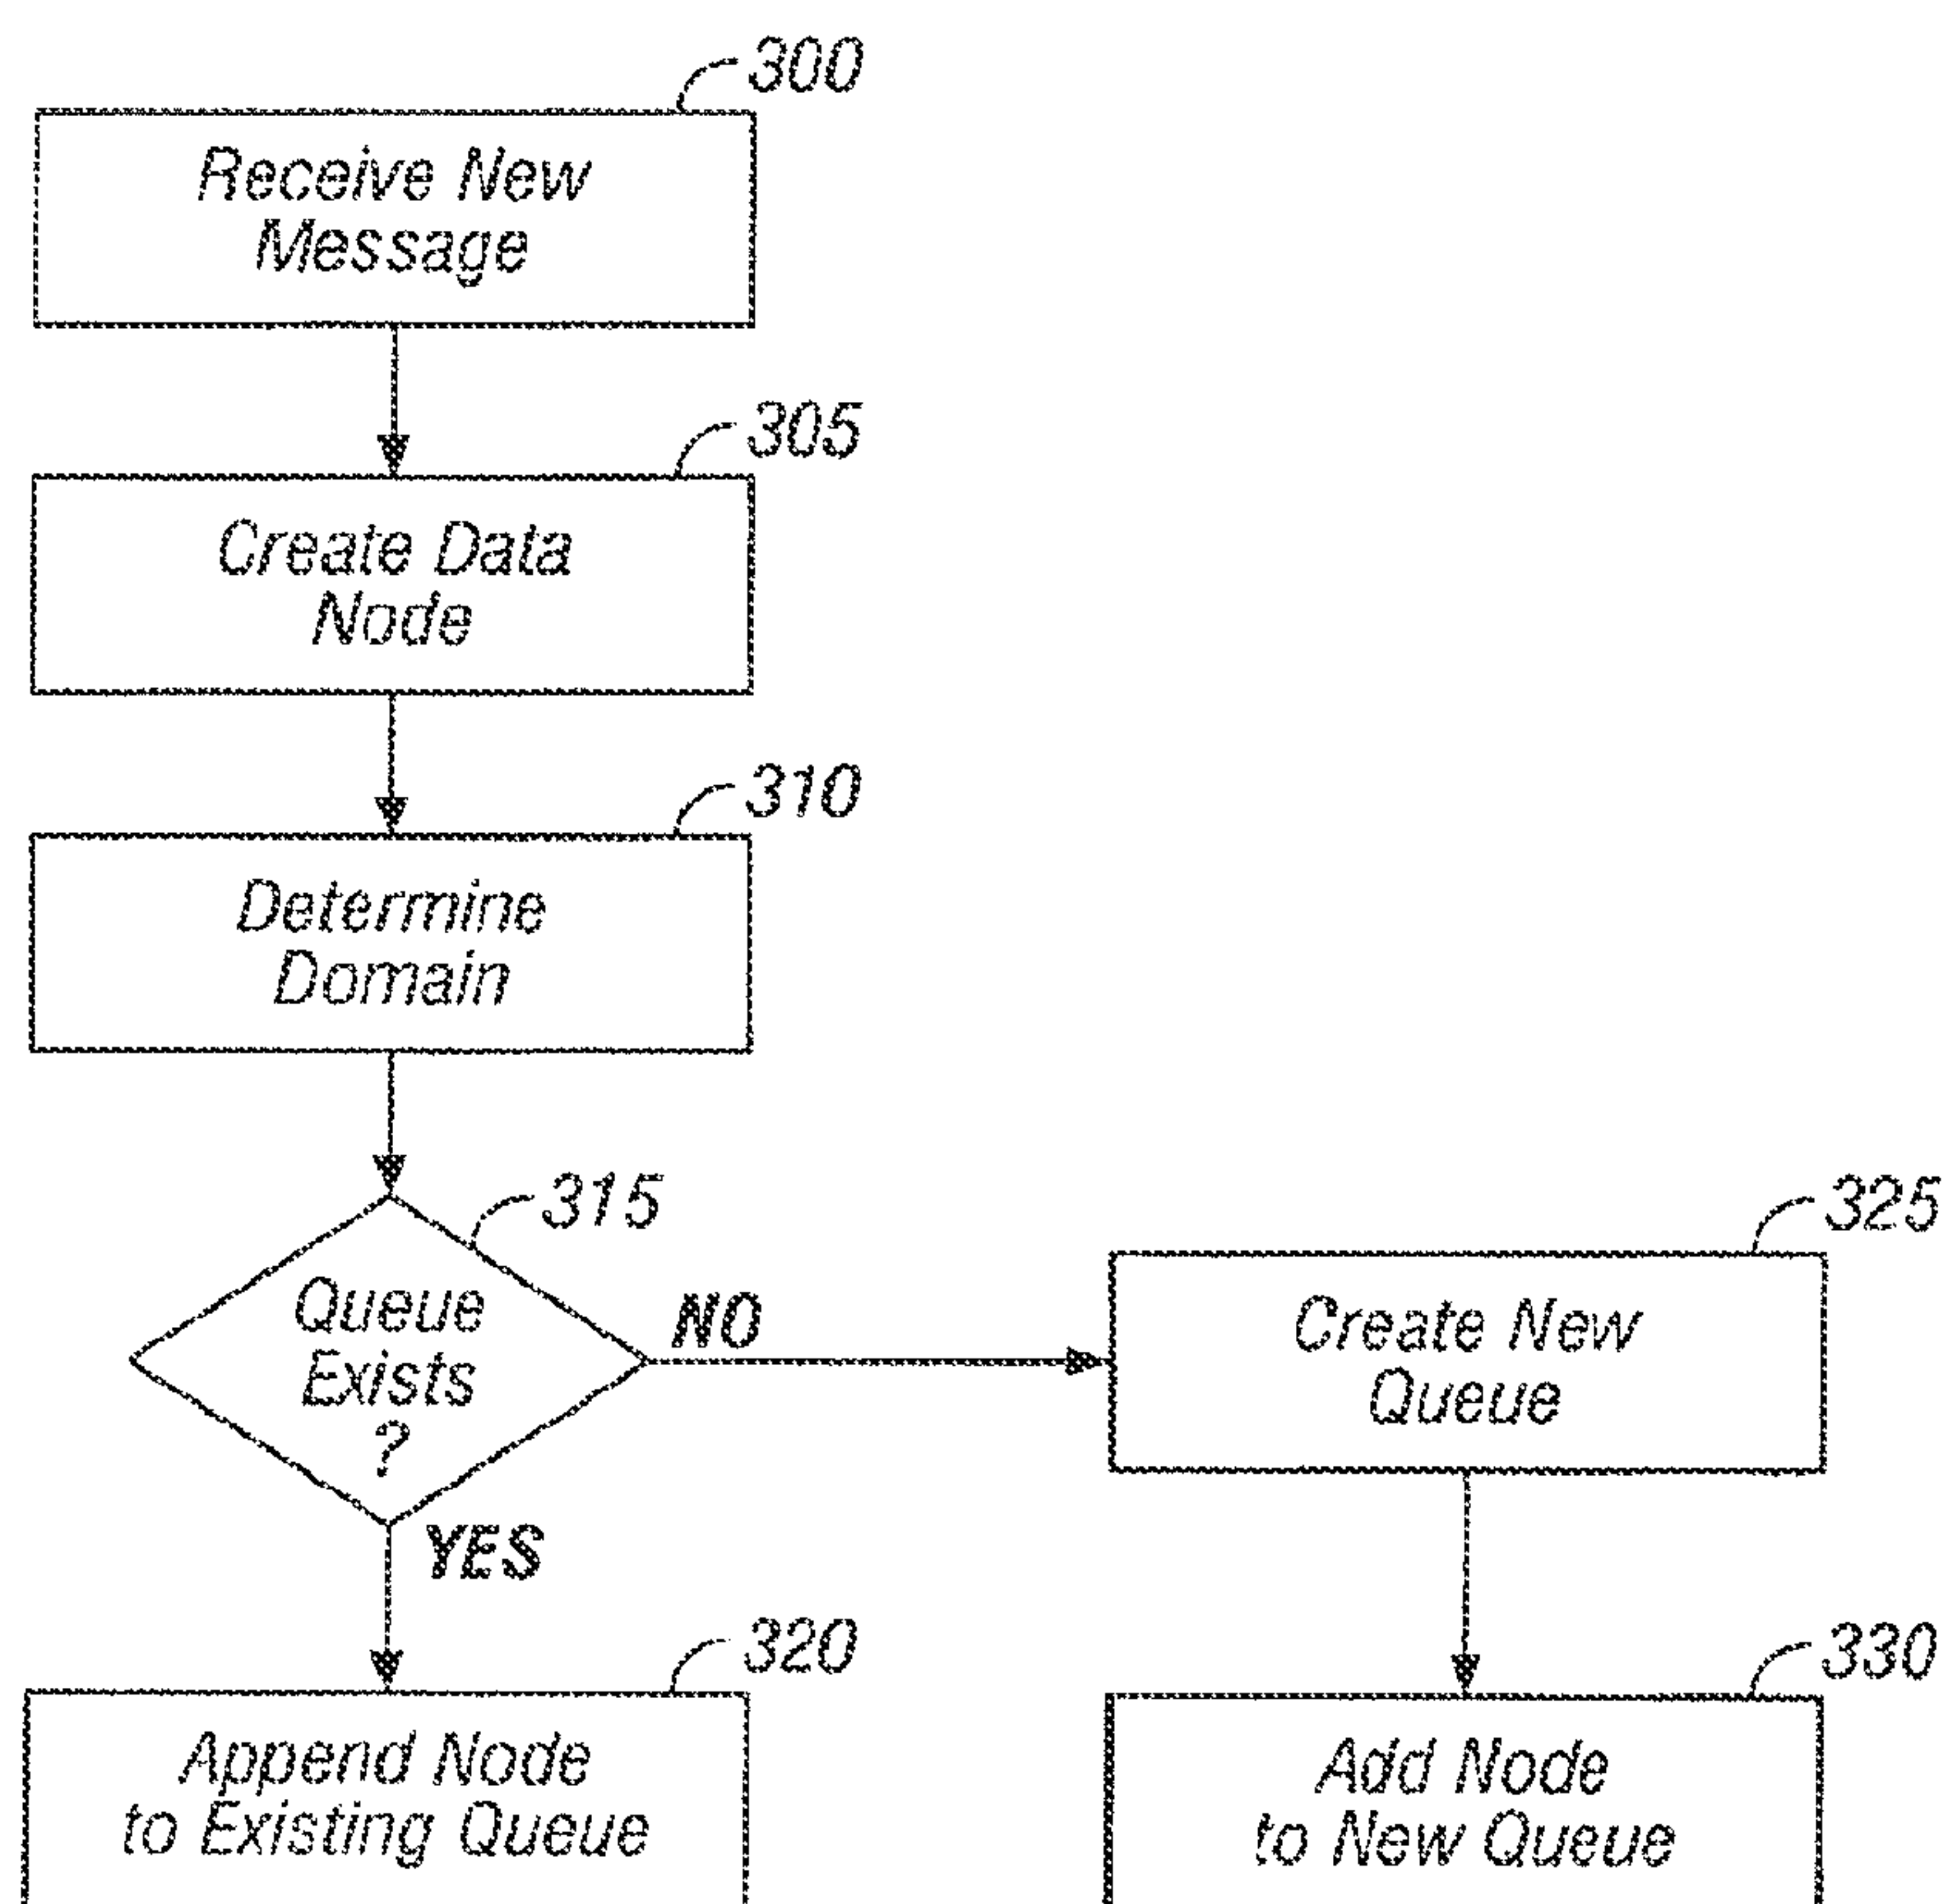 300
Receive New
Message
305
Create Data
Node
310
Determine
Domain
315
Queue
Exists
?
NO
YES
325
Create New
Queue
320
Append Node
to Existing Queue
330
Add Node
to New Queue